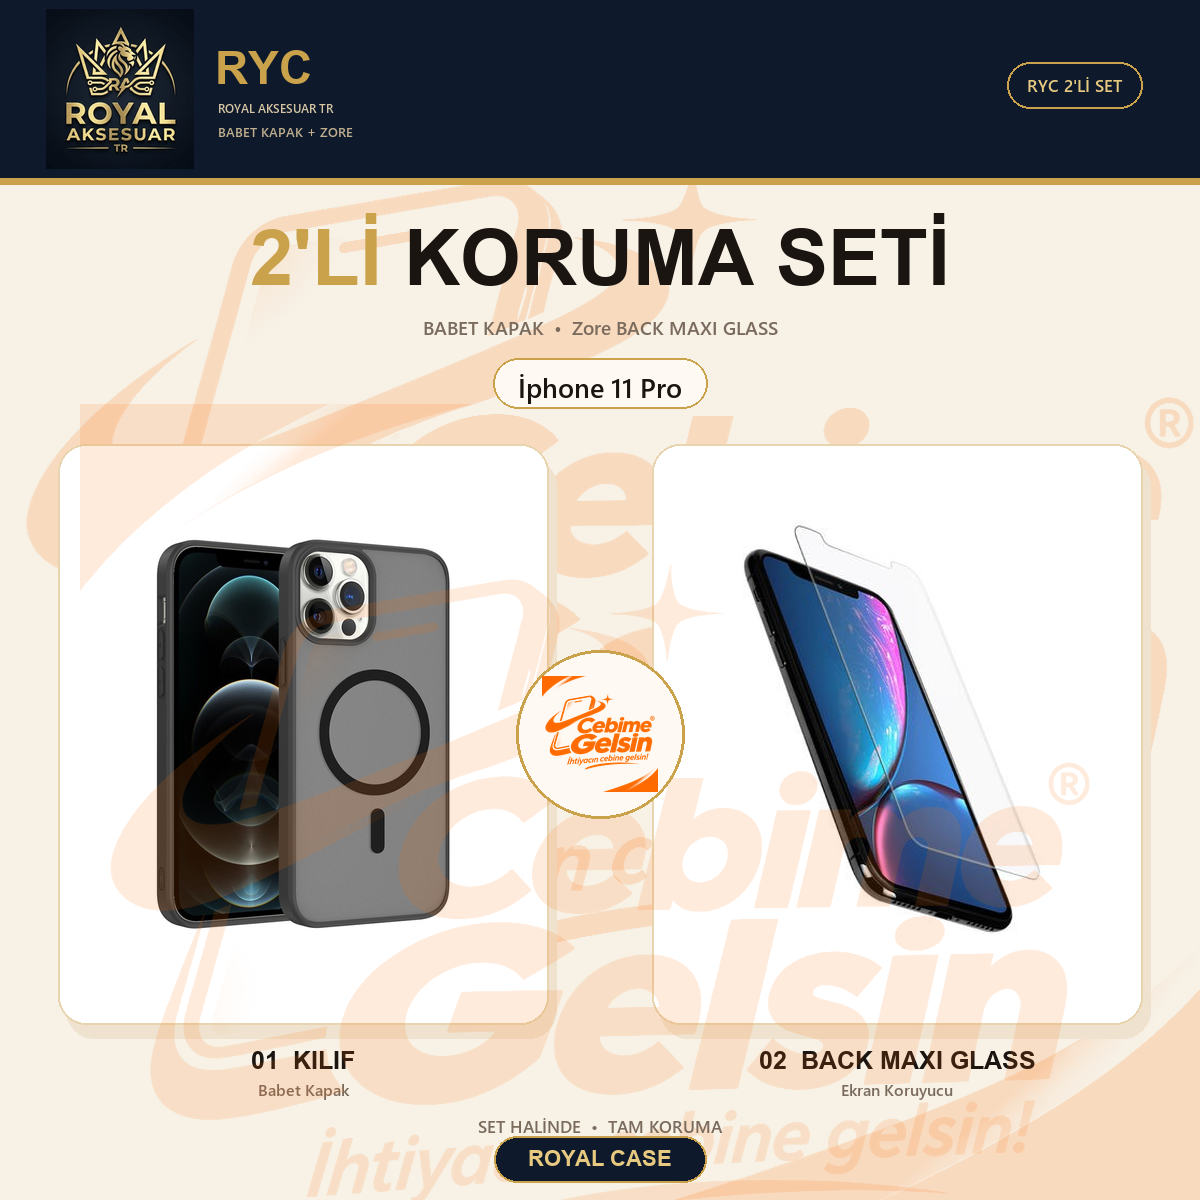 ROYAL
AKSESUAR
TR
RYC
ROYAL AKSESUAR TR
BABET KAPAK + ZORE
RYC 2'Lİ SET
2'Lİ KORUMA SETİ
BABET KAPAK • Zore BACK MAXI GLASS
İphone 11 Pro
Cebime
Gelsin
İhtiyacın cebine gelsin!
®
Cebime ®
Gelsin
01 KILIF
Babet Kapak
02 BACK MAXI GLASS
Ekran Koruyucu
SET HALİNDE • TAM KORUMA
ROYAL CASE